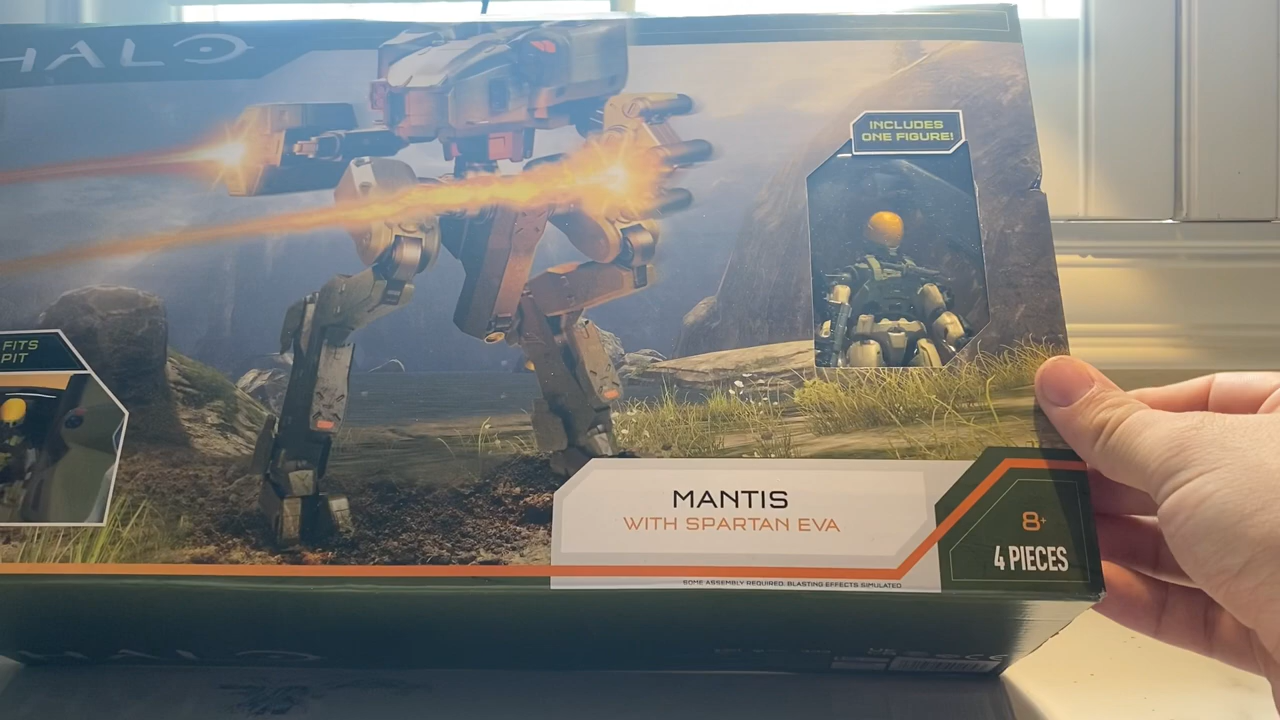 HALO
INCLUDES
ONE FIGURE!
FITS
PIT
MANTIS
WITH SPARTAN EVA
8+
4 PIECES
SOME ASSEMBLY REQUIRED. BLASTING EFFECTS SIMULATED
HALO